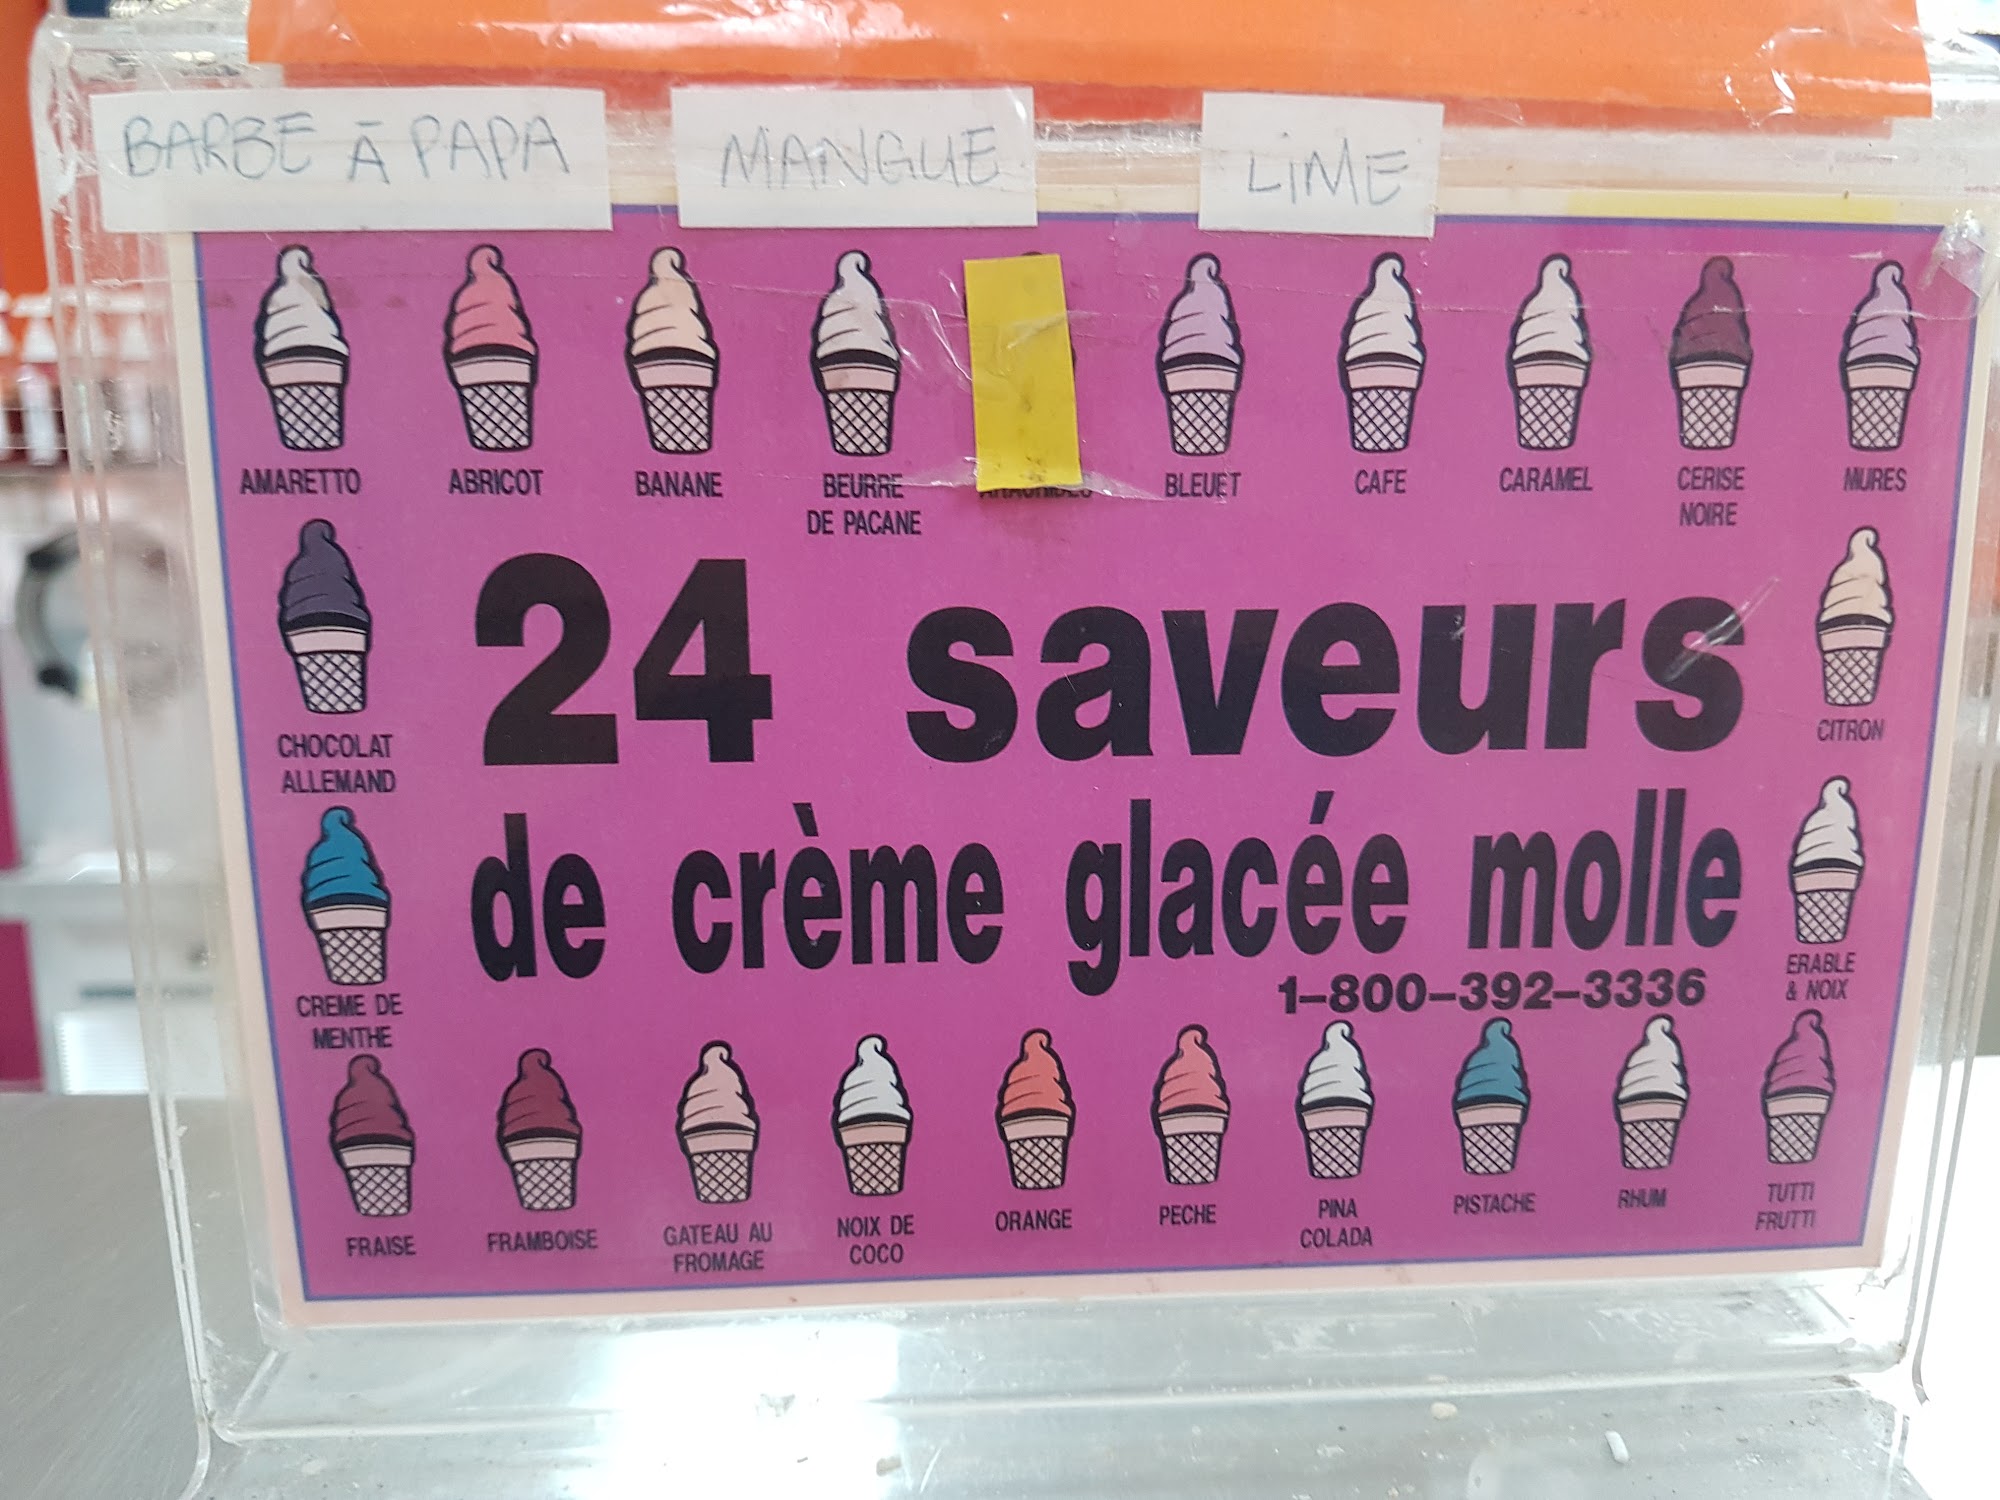 BARBE À PAPA
MANGUE
LIME
AMARETTO
ABRICOT
BANANE
BEURRE
DE PACANE
BLEUET
CAFE
CARAMEL
CERISE
NOIRE
MURES
CHOCOLAT
ALLEMAND
CITRON
24 saveurs
de crème glacée molle
1-800-392-3336
CREME DE
MENTHE
ERABLE
& NOIX
FRAISE
FRAMBOISE
GATEAU AU
FROMAGE
NOIX DE
COCO
ORANGE
PECHE
PINA
COLADA
PISTACHE
RHUM
TUTTI
FRUTTI